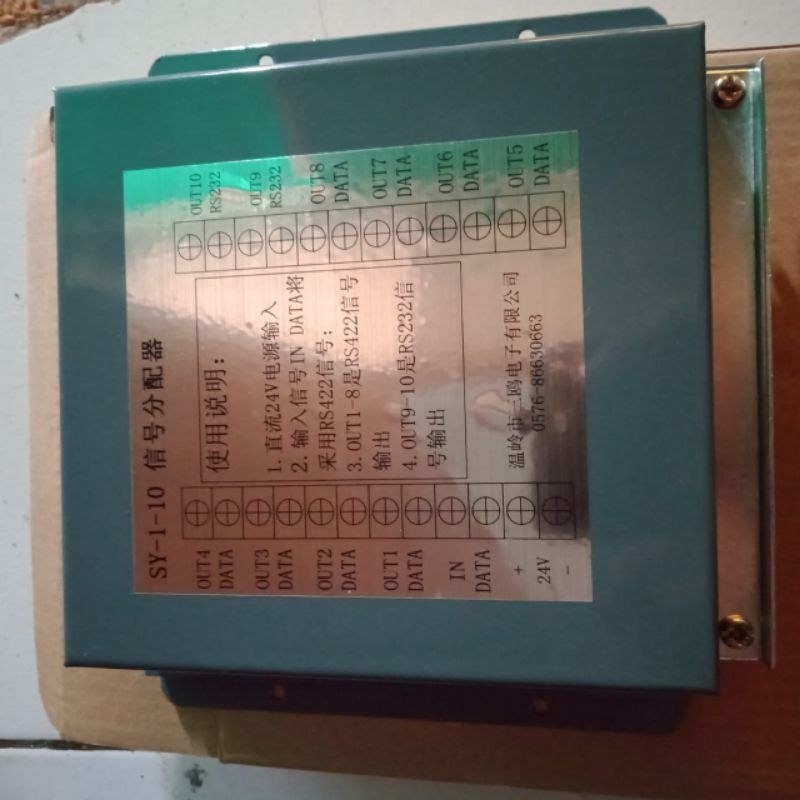 SY-1-10 信号分配器
OUT4
DATA
OUT3
DATA
OUT2
DATA
OUT1
DATA
IN
DATA
+
24V
-
使用说明:
1. 直流24V电源输入
2. 输入信号IN DATA将
采用RS422信号;
3. OUT1-8是RS422信号
输出
4. OUT9-10是RS232信
号输出
OUT10
RS232
OUT9
RS232
OUT8
DATA
OUT7
DATA
OUT6
DATA
OUT5
DATA
温岭市三鸥电子有限公司
0576-86630663